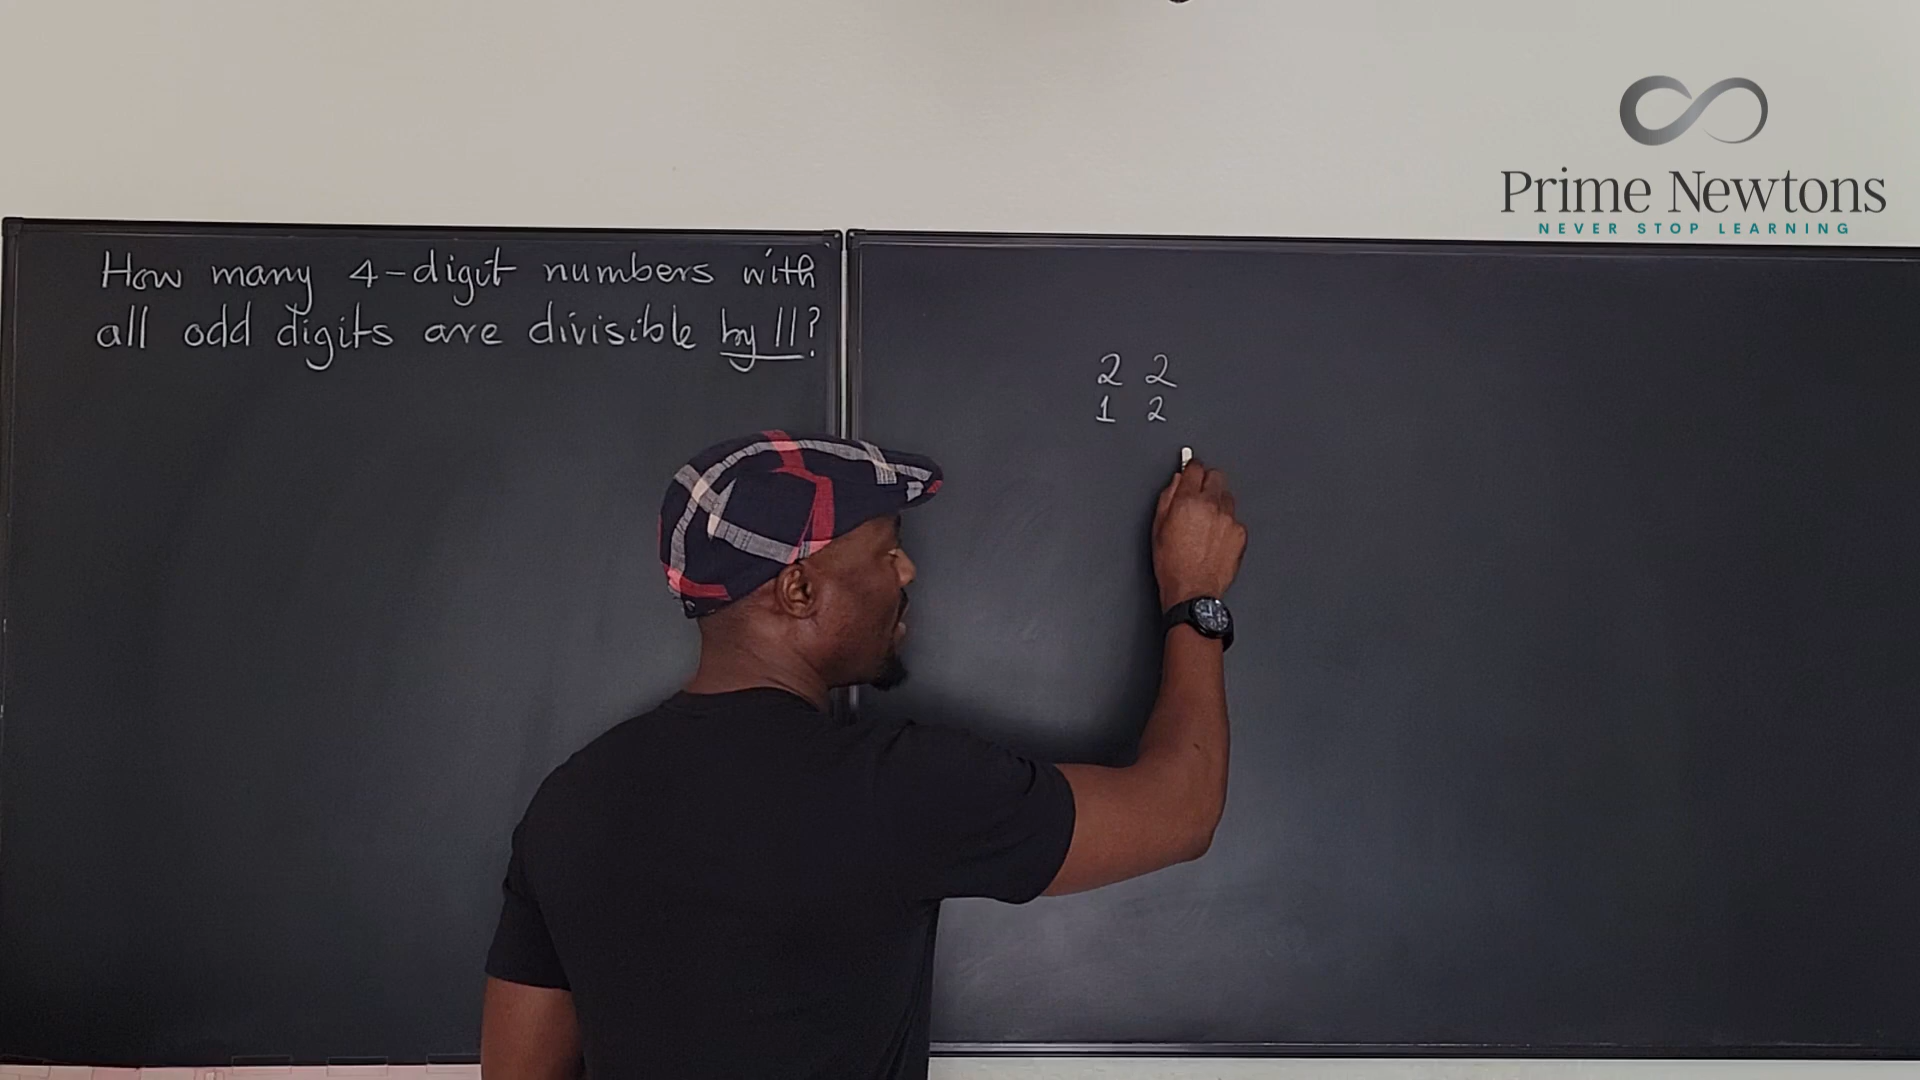 Prime Newtons
NEVER STOP LEARNING
How many 4-digit numbers with
all odd digits are divisible by 11?
2 2
1 2